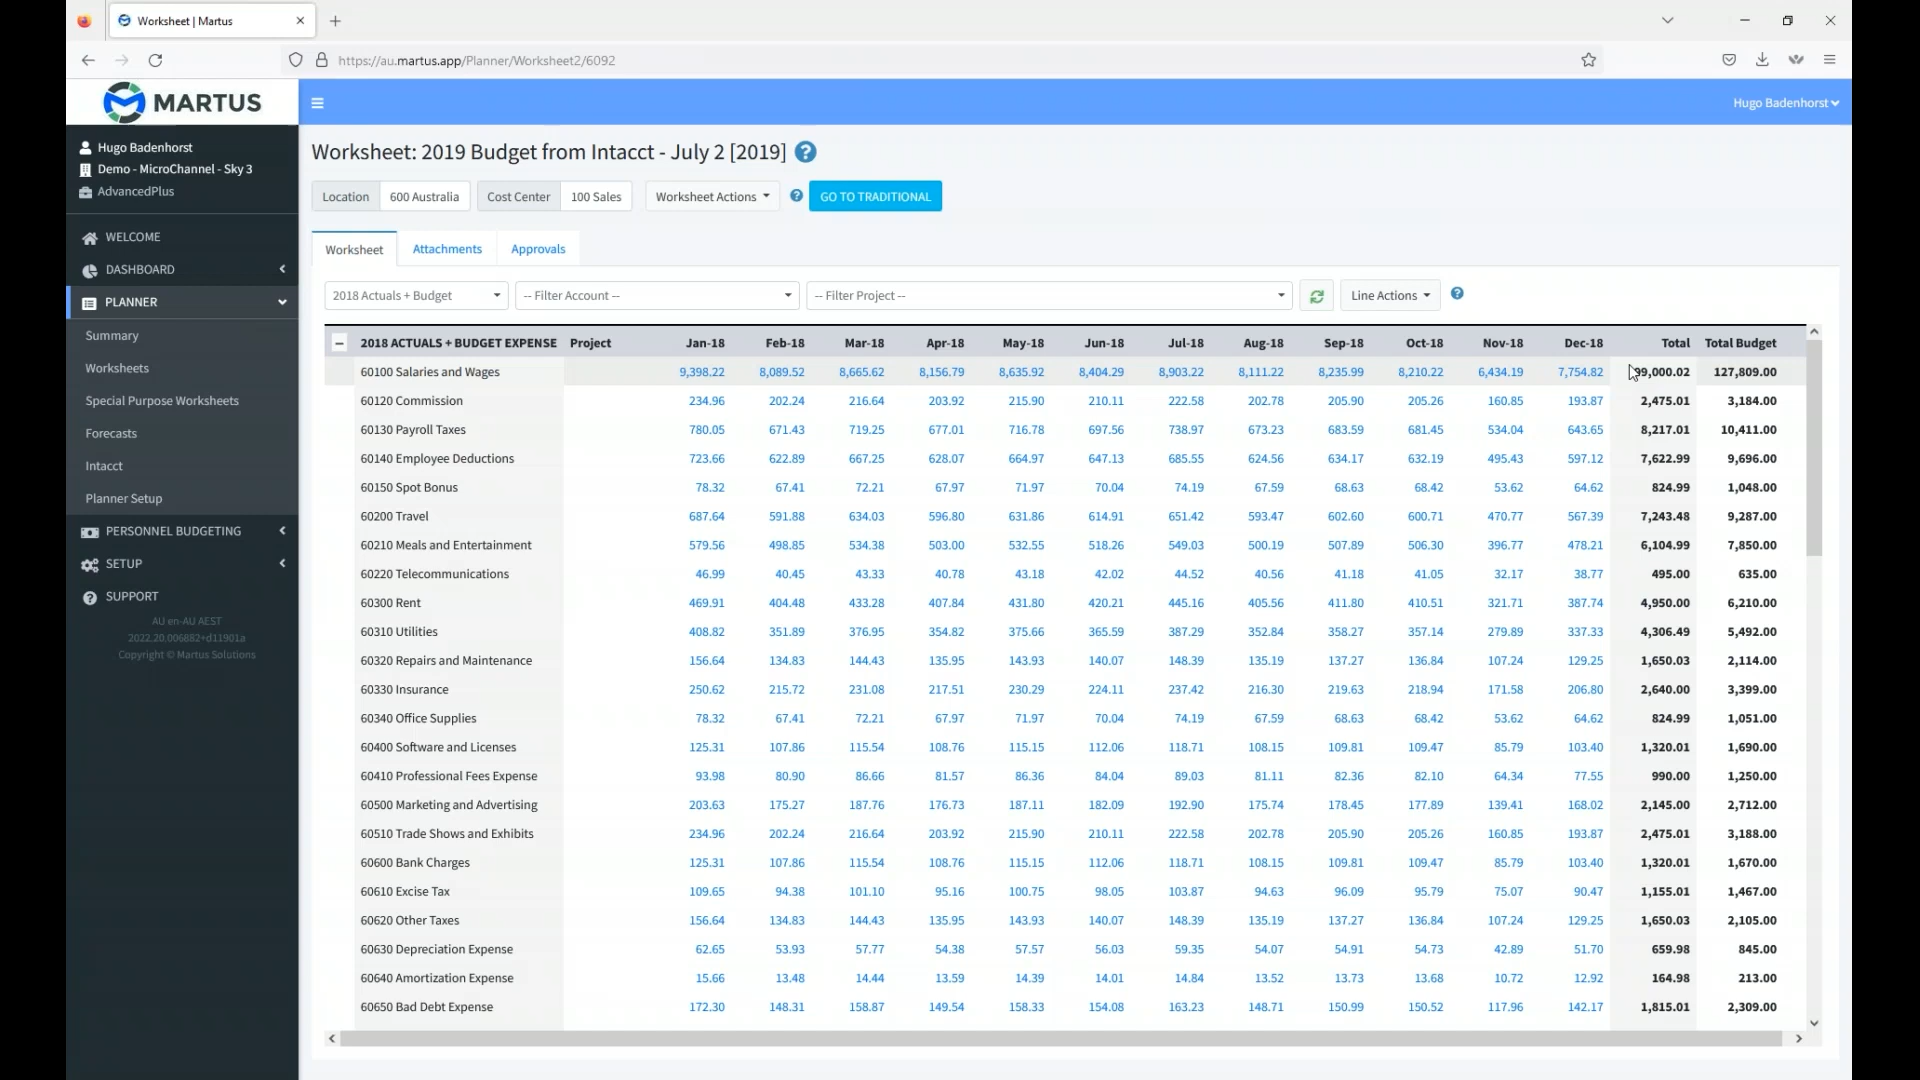 Worksheet | Martus
https://au.martus.app/Planner/Worksheet2/6092
MARTUS
Hugo Badenhorst
Hugo Badenhorst
Demo - MicroChannel - Sky 3
AdvancedPlus
WELCOME
DASHBOARD
PLANNER
Summary
Worksheets
Special Purpose Worksheets
Forecasts
Intacct
Planner Setup
PERSONNEL BUDGETING
SETUP
SUPPORT
AU en-AU AEST
2022.20.006882+d11901a
Copyright © Martus Solutions
Worksheet: 2019 Budget from Intacct - July 2 [2019] ?
Location 600 Australia Cost Center 100 Sales Worksheet Actions ? GO TO TRADITIONAL
Worksheet Attachments Approvals
2018 Actuals + Budget -- Filter Account -- -- Filter Project -- Line Actions ?
2018 ACTUALS + BUDGET EXPENSE Project Jan-18 Feb-18 Mar-18 Apr-18 May-18 Jun-18 Jul-18 Aug-18 Sep-18 Oct-18 Nov-18 Dec-18 Total Total Budget
60100 Salaries and Wages 9,398.22 8,089.52 8,665.62 8,156.79 8,635.92 8,404.29 8,903.22 8,111.22 8,235.99 8,210.22 6,434.19 7,754.82 99,000.02 127,809.00
60120 Commission 234.96 202.24 216.64 203.92 215.90 210.11 222.58 202.78 205.90 205.26 160.85 193.87 2,475.01 3,184.00
60130 Payroll Taxes 780.05 671.43 719.25 677.01 716.78 697.56 738.97 673.23 683.59 681.45 534.04 643.65 8,217.01 10,411.00
60140 Employee Deductions 723.66 622.89 667.25 628.07 664.97 647.13 685.55 624.56 634.17 632.19 495.43 597.12 7,622.99 9,696.00
60150 Spot Bonus 78.32 67.41 72.21 67.97 71.97 70.04 74.19 67.59 68.63 68.42 53.62 64.62 824.99 1,048.00
60200 Travel 687.64 591.88 634.03 596.80 631.86 614.91 651.42 593.47 602.60 600.71 470.77 567.39 7,243.48 9,287.00
60210 Meals and Entertainment 579.56 498.85 534.38 503.00 532.55 518.26 549.03 500.19 507.89 506.30 396.77 478.21 6,104.99 7,850.00
60220 Telecommunications 46.99 40.45 43.33 40.78 43.18 42.02 44.52 40.56 41.18 41.05 32.17 38.77 495.00 635.00
60300 Rent 469.91 404.48 433.28 407.84 431.80 420.21 445.16 405.56 411.80 410.51 321.71 387.74 4,950.00 6,210.00
60310 Utilities 408.82 351.89 376.95 354.82 375.66 365.59 387.29 352.84 358.27 357.14 279.89 337.33 4,306.49 5,492.00
60320 Repairs and Maintenance 156.64 134.83 144.43 135.95 143.93 140.07 148.39 135.19 137.27 136.84 107.24 129.25 1,650.03 2,114.00
60330 Insurance 250.62 215.72 231.08 217.51 230.29 224.11 237.42 216.30 219.63 218.94 171.58 206.80 2,640.00 3,399.00
60340 Office Supplies 78.32 67.41 72.21 67.97 71.97 70.04 74.19 67.59 68.63 68.42 53.62 64.62 824.99 1,051.00
60400 Software and Licenses 125.31 107.86 115.54 108.76 115.15 112.06 118.71 108.15 109.81 109.47 85.79 103.40 1,320.01 1,690.00
60410 Professional Fees Expense 93.98 80.90 86.66 81.57 86.36 84.04 89.03 81.11 82.36 82.10 64.34 77.55 990.00 1,250.00
60500 Marketing and Advertising 203.63 175.27 187.76 176.73 187.11 182.09 192.90 175.74 178.45 177.89 139.41 168.02 2,145.00 2,712.00
60510 Trade Shows and Exhibits 234.96 202.24 216.64 203.92 215.90 210.11 222.58 202.78 205.90 205.26 160.85 193.87 2,475.01 3,188.00
60600 Bank Charges 125.31 107.86 115.54 108.76 115.15 112.06 118.71 108.15 109.81 109.47 85.79 103.40 1,320.01 1,670.00
60610 Excise Tax 109.65 94.38 101.10 95.16 100.75 98.05 103.87 94.63 96.09 95.79 75.07 90.47 1,155.01 1,467.00
60620 Other Taxes 156.64 134.83 144.43 135.95 143.93 140.07 148.39 135.19 137.27 136.84 107.24 129.25 1,650.03 2,105.00
60630 Depreciation Expense 62.65 53.93 57.77 54.38 57.57 56.03 59.35 54.07 54.91 54.73 42.89 51.70 659.98 845.00
60640 Amortization Expense 15.66 13.48 14.44 13.59 14.39 14.01 14.84 13.52 13.73 13.68 10.72 12.92 164.98 213.00
60650 Bad Debt Expense 172.30 148.31 158.87 149.54 158.33 154.08 163.23 148.71 150.99 150.52 117.96 142.17 1,815.01 2,309.00